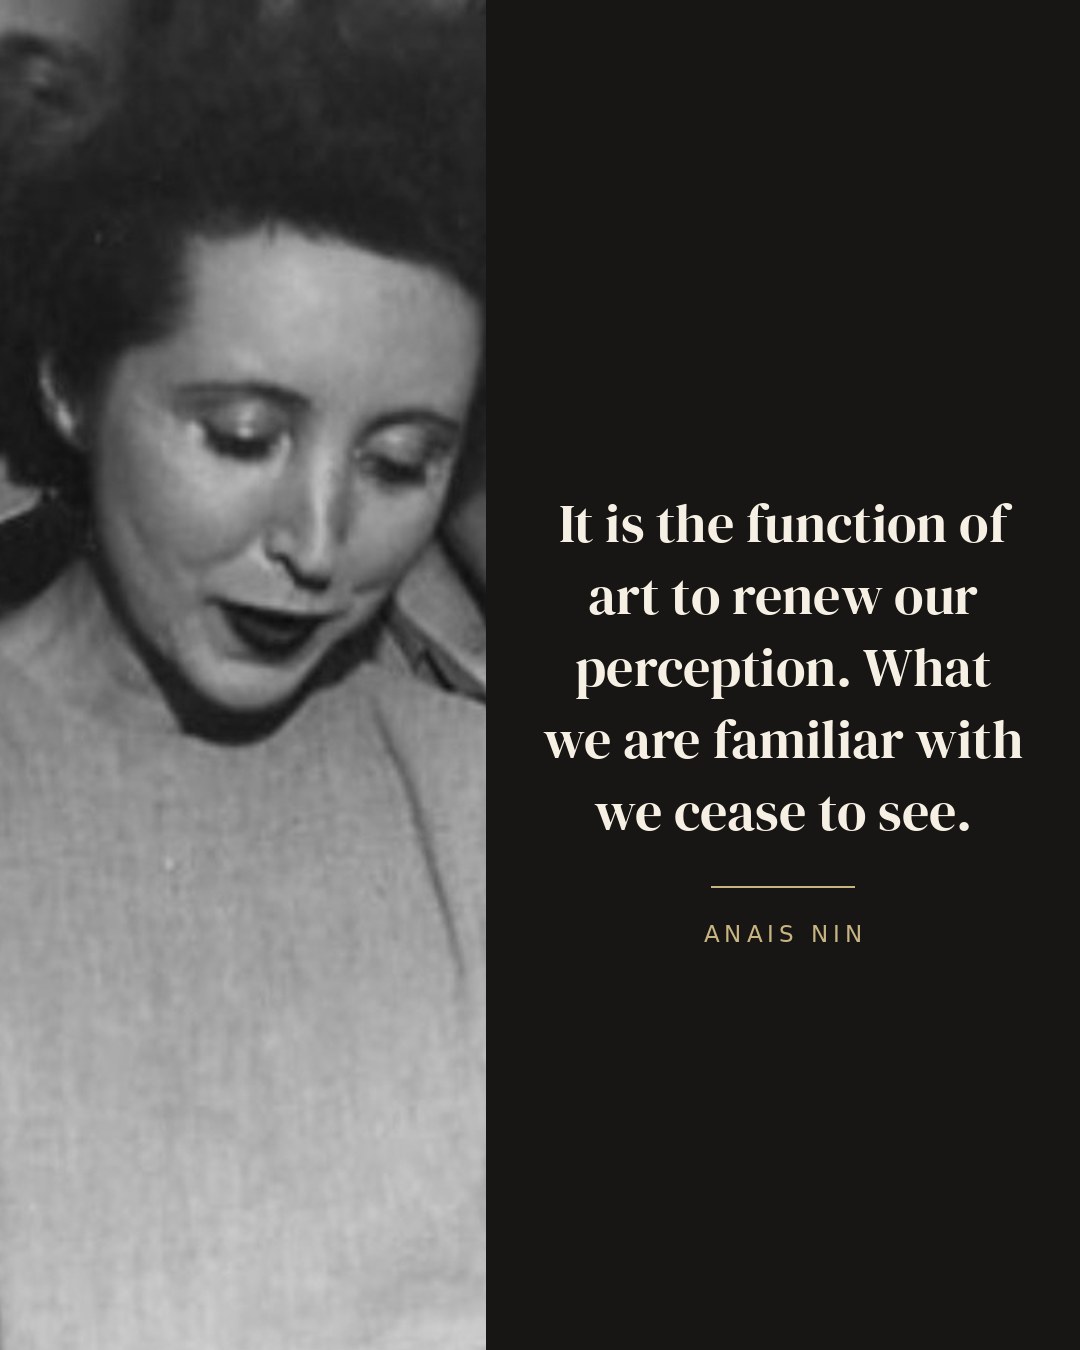 It is the function of
art to renew our
perception. What
we are familiar with
we cease to see.
ANAIS NIN